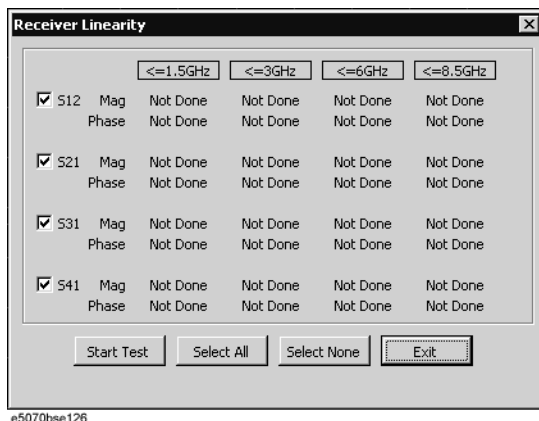 Receiver Linearity
<=1.5GHz <=3GHz <=6GHz <=8.5GHz
S12 Mag Not Done Not Done Not Done Not Done
Phase Not Done Not Done Not Done Not Done
S21 Mag Not Done Not Done Not Done Not Done
Phase Not Done Not Done Not Done Not Done
S31 Mag Not Done Not Done Not Done Not Done
Phase Not Done Not Done Not Done Not Done
S41 Mag Not Done Not Done Not Done Not Done
Phase Not Done Not Done Not Done Not Done
Start Test Select All Select None Exit
e5070bse126